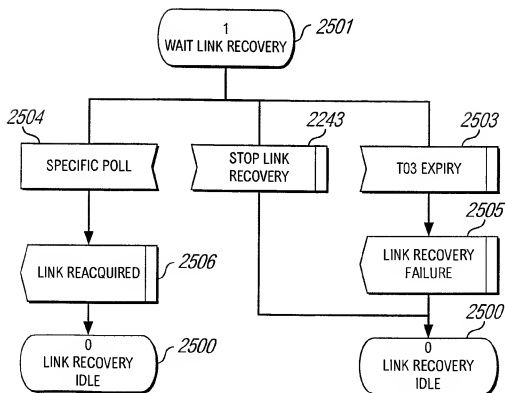 1
WAIT LINK RECOVERY
2501
2504
2243
2503
SPECIFIC POLL
STOP LINK
RECOVERY
T03 EXPIRY
2505
LINK REACQUIRED
2506
LINK RECOVERY
FAILURE
2500
0
LINK RECOVERY
IDLE
2500
0
LINK RECOVERY
IDLE